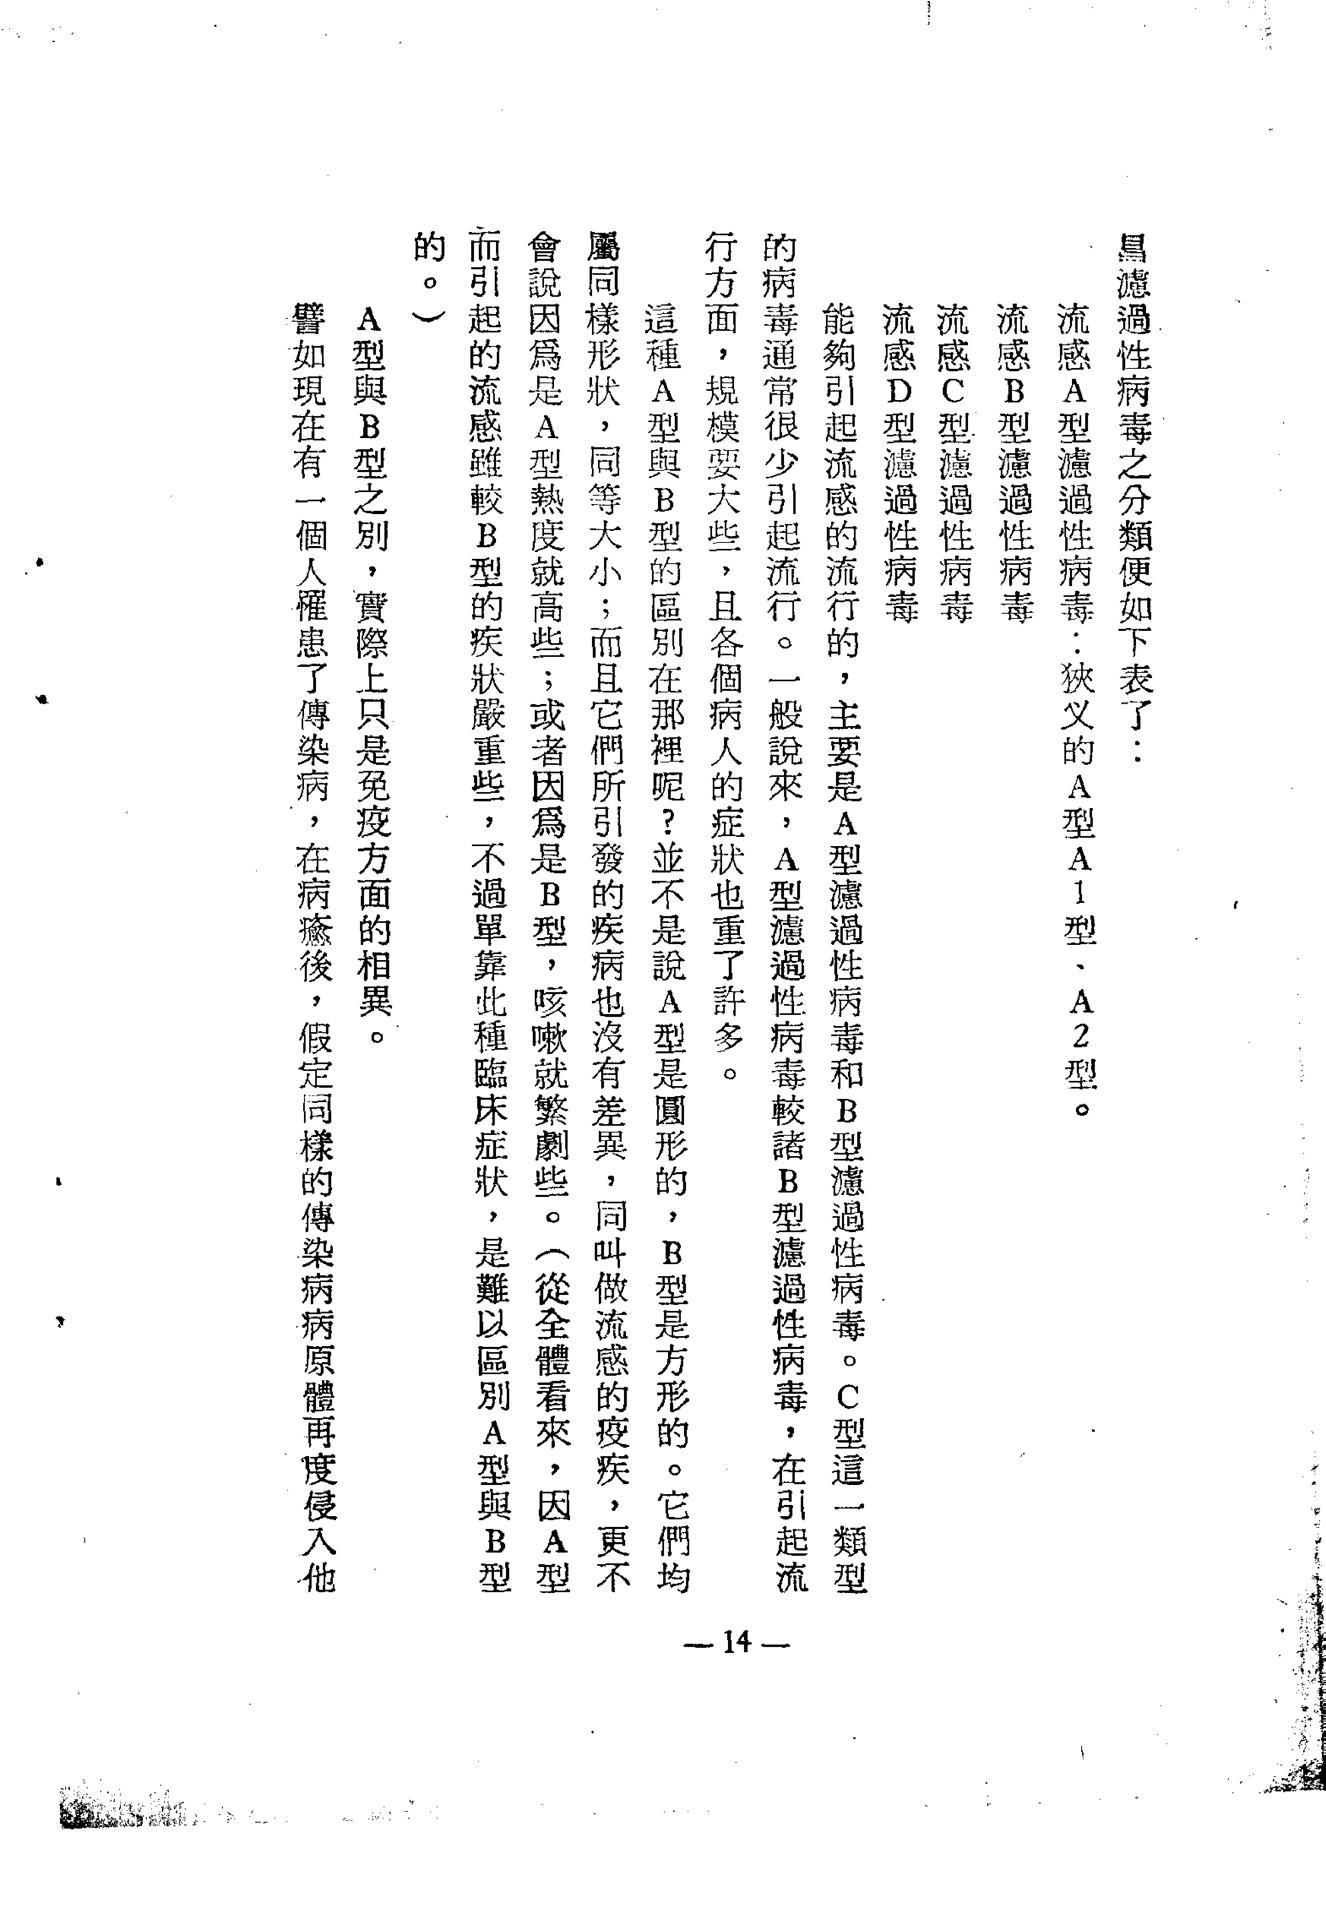 冒濾過性病毒之分類便如下表了：
流感A型濾過性病毒：狹义的A型A1型、A2型。
流感B型濾過性病毒
流感C型濾過性病毒
流感D型濾過性病毒
能夠引起流感的流行的，主要是A型濾過性病毒和B型濾過性病毒。C型這一類型
的病毒通常很少引起流行。一般說來，A型濾過性病毒較諸B型濾過性病毒，在引起流
行方面，規模要大些，且各個病人的症狀也重了許多。
這種A型與B型的區別在那裡呢？並不是說A型是圓形的，B型是方形的。它們均
屬同樣形狀，同等大小；而且它們所引發的疾病也沒有差異，同叫做流感的疫疾，更不
會說因爲是A型熱度就高些；或者因爲是B型，咳嗽就繁劇些。（從全體看來，因A型
而引起的流感雖較B型的疾狀嚴重些，不過單靠此種臨床症狀，是難以區別A型與B型
的。）
A型與B型之別，實際上只是免疫方面的相異。
譬如現在有一個人罹患了傳染病，在病癒後，假定同樣的傳染病病原體再度侵入他
— 14 —